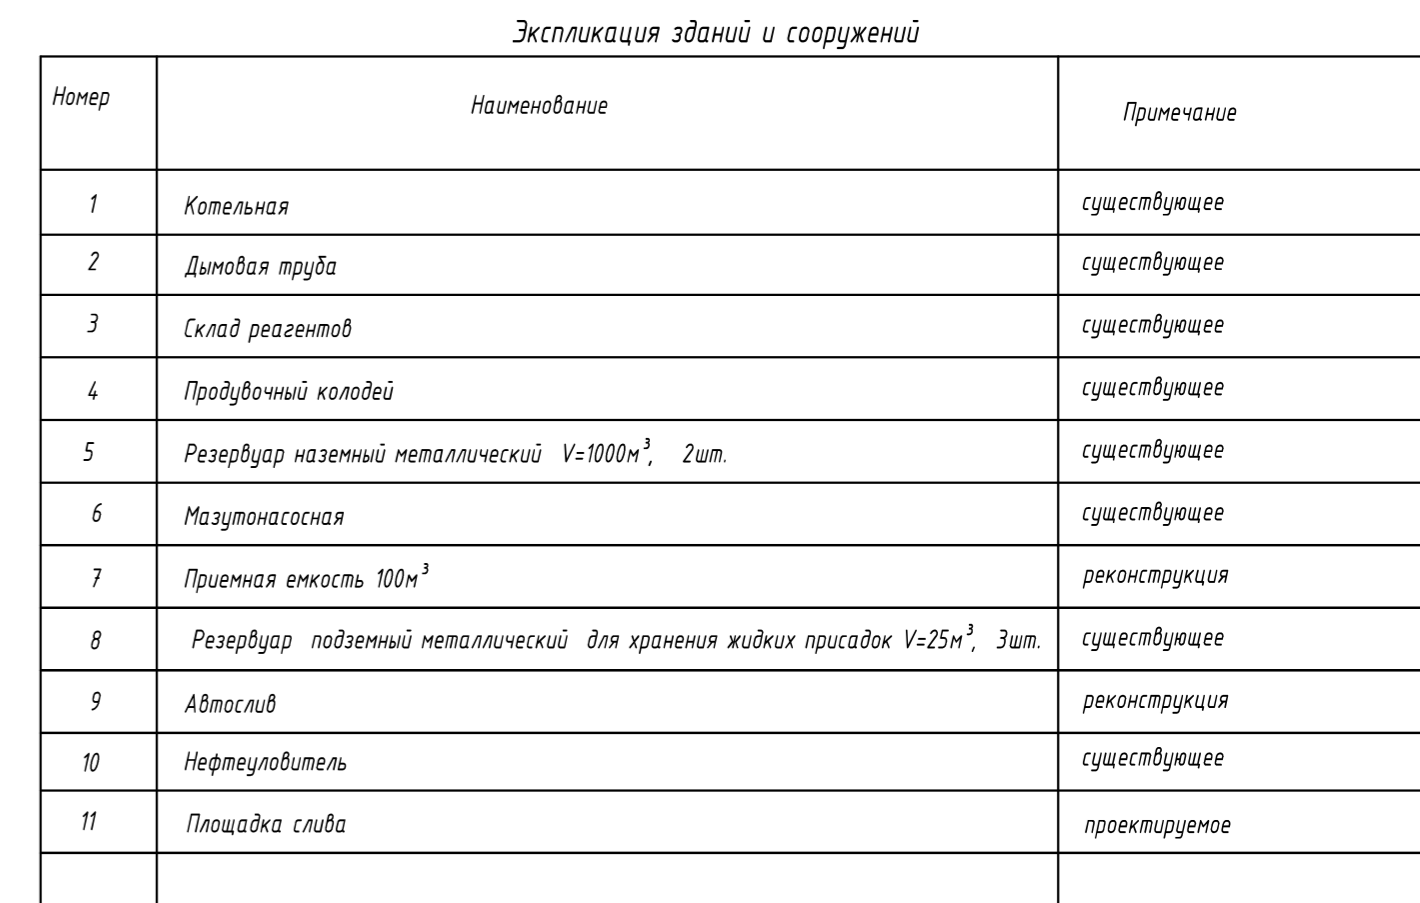 Экспликация зданий и сооружений
Номер Наименование Примечание
1 Котельная существующее
2 Дымовая труба существующее
3 Склад реагентов существующее
4 Продувочный колодей существующее
5 Резервуар наземный металлический V=1000м³, 2шт. существующее
6 Мазутонасосная существующее
7 Приемная емкость 100м³ реконструкция
8 Резервуар подземный металлический для хранения жидких присадок V=25м³, 3шт. существующее
9 Автослив реконструкция
10 Нефтеуловитель существующее
11 Площадка слива проектируемое